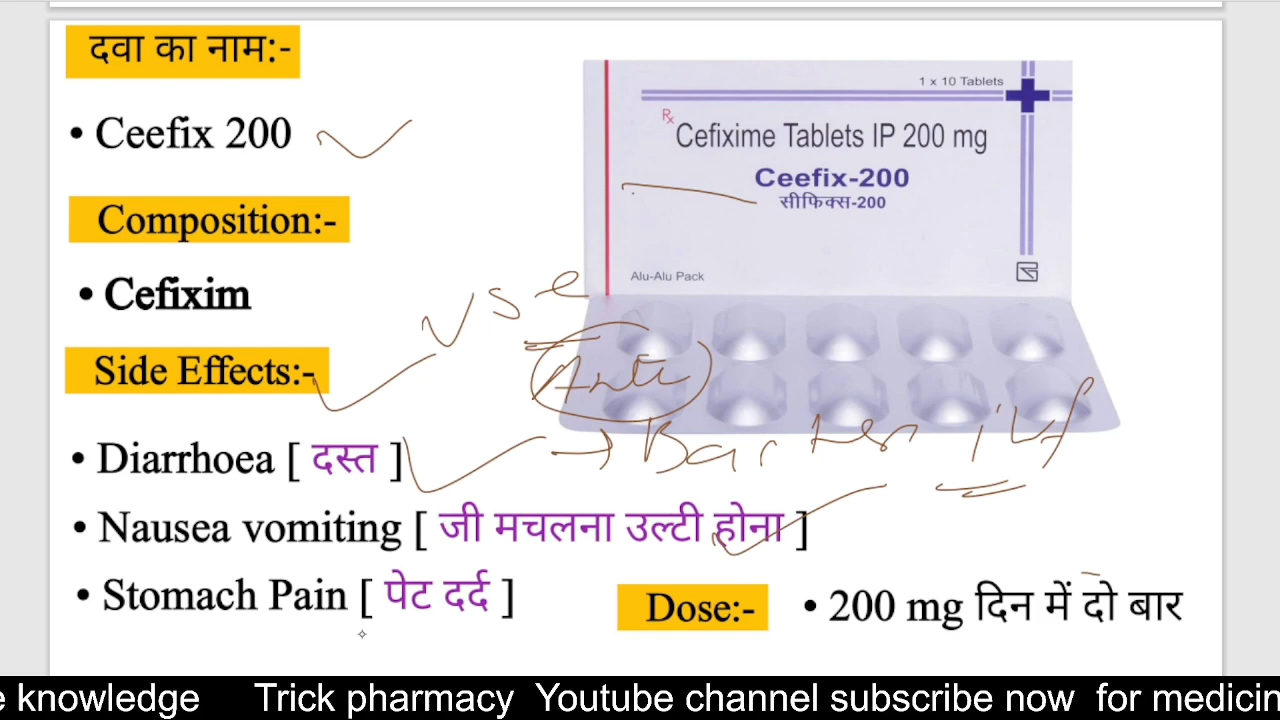 दवा का नाम:-
• Ceefix 200
Composition:-
• Cefixim
Side Effects:-
• Diarrhoea [ दस्त ]
• Nausea vomiting [ जी मचलना उल्टी होना ]
• Stomach Pain [ पेट दर्द ]
1 x 10 Tablets
Rx
Cefixime Tablets IP 200 mg
Ceefix-200
सीफिक्स-200
Alu-Alu Pack
use
Anti
Dose:- • 200 mg दिन में दो बार
e knowledge Trick pharmacy Youtube channel subscribe now for medicin